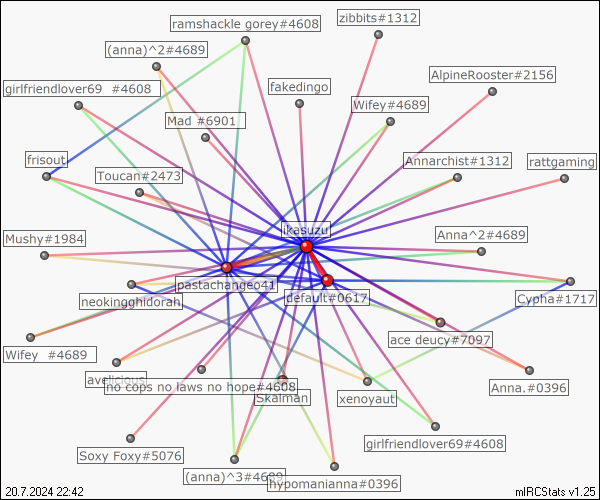 zibbits#1312
ramshackle gorey#4608
(anna)^2#4689
AlpineRooster#2156
girlfriendlover69 #4608
fakedingo
Wifey#4689
Mad #6901
frisout
Annarchist#1312
rattgaming
Toucan#2473
ikasuzu
Anna^2#4689
Mushy#1984
pastachangeo41
default#0617
Cypha#1717
neokingghidorah
ace deucy#7097
Wifey #4689
avelicious
no cops no laws no hope#4608
Anna.#0396
Skalman
xenoyaut
girlfriendlover69#4608
Soxy Foxy#5076
(anna)^3#4689
hypomanianna#0396
20.7.2024 22:42
mIRCStats v1.25